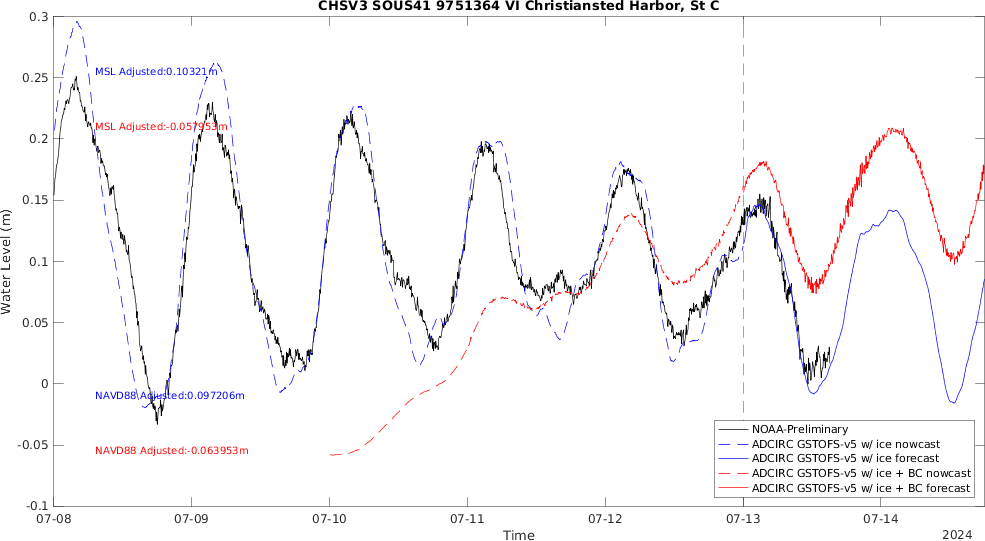 CHSV3 SOUS41 9751364 VI Christiansted Harbor, St C
0.3
0.25
0.2
0.15
0.1
0.05
0
-0.05
-0.1
Water Level (m)
MSL Adjusted:0.10321m
MSL Adjusted:-0.057953m
NAVD88 Adjusted:0.097206m
NAVD88 Adjusted:-0.063953m
NOAA-Preliminary
ADCIRC GSTOFS-v5 w/ ice nowcast
ADCIRC GSTOFS-v5 w/ ice forecast
ADCIRC GSTOFS-v5 w/ ice + BC nowcast
ADCIRC GSTOFS-v5 w/ ice + BC forecast
07-08 07-09 07-10 07-11 07-12 07-13 07-14
Time
2024